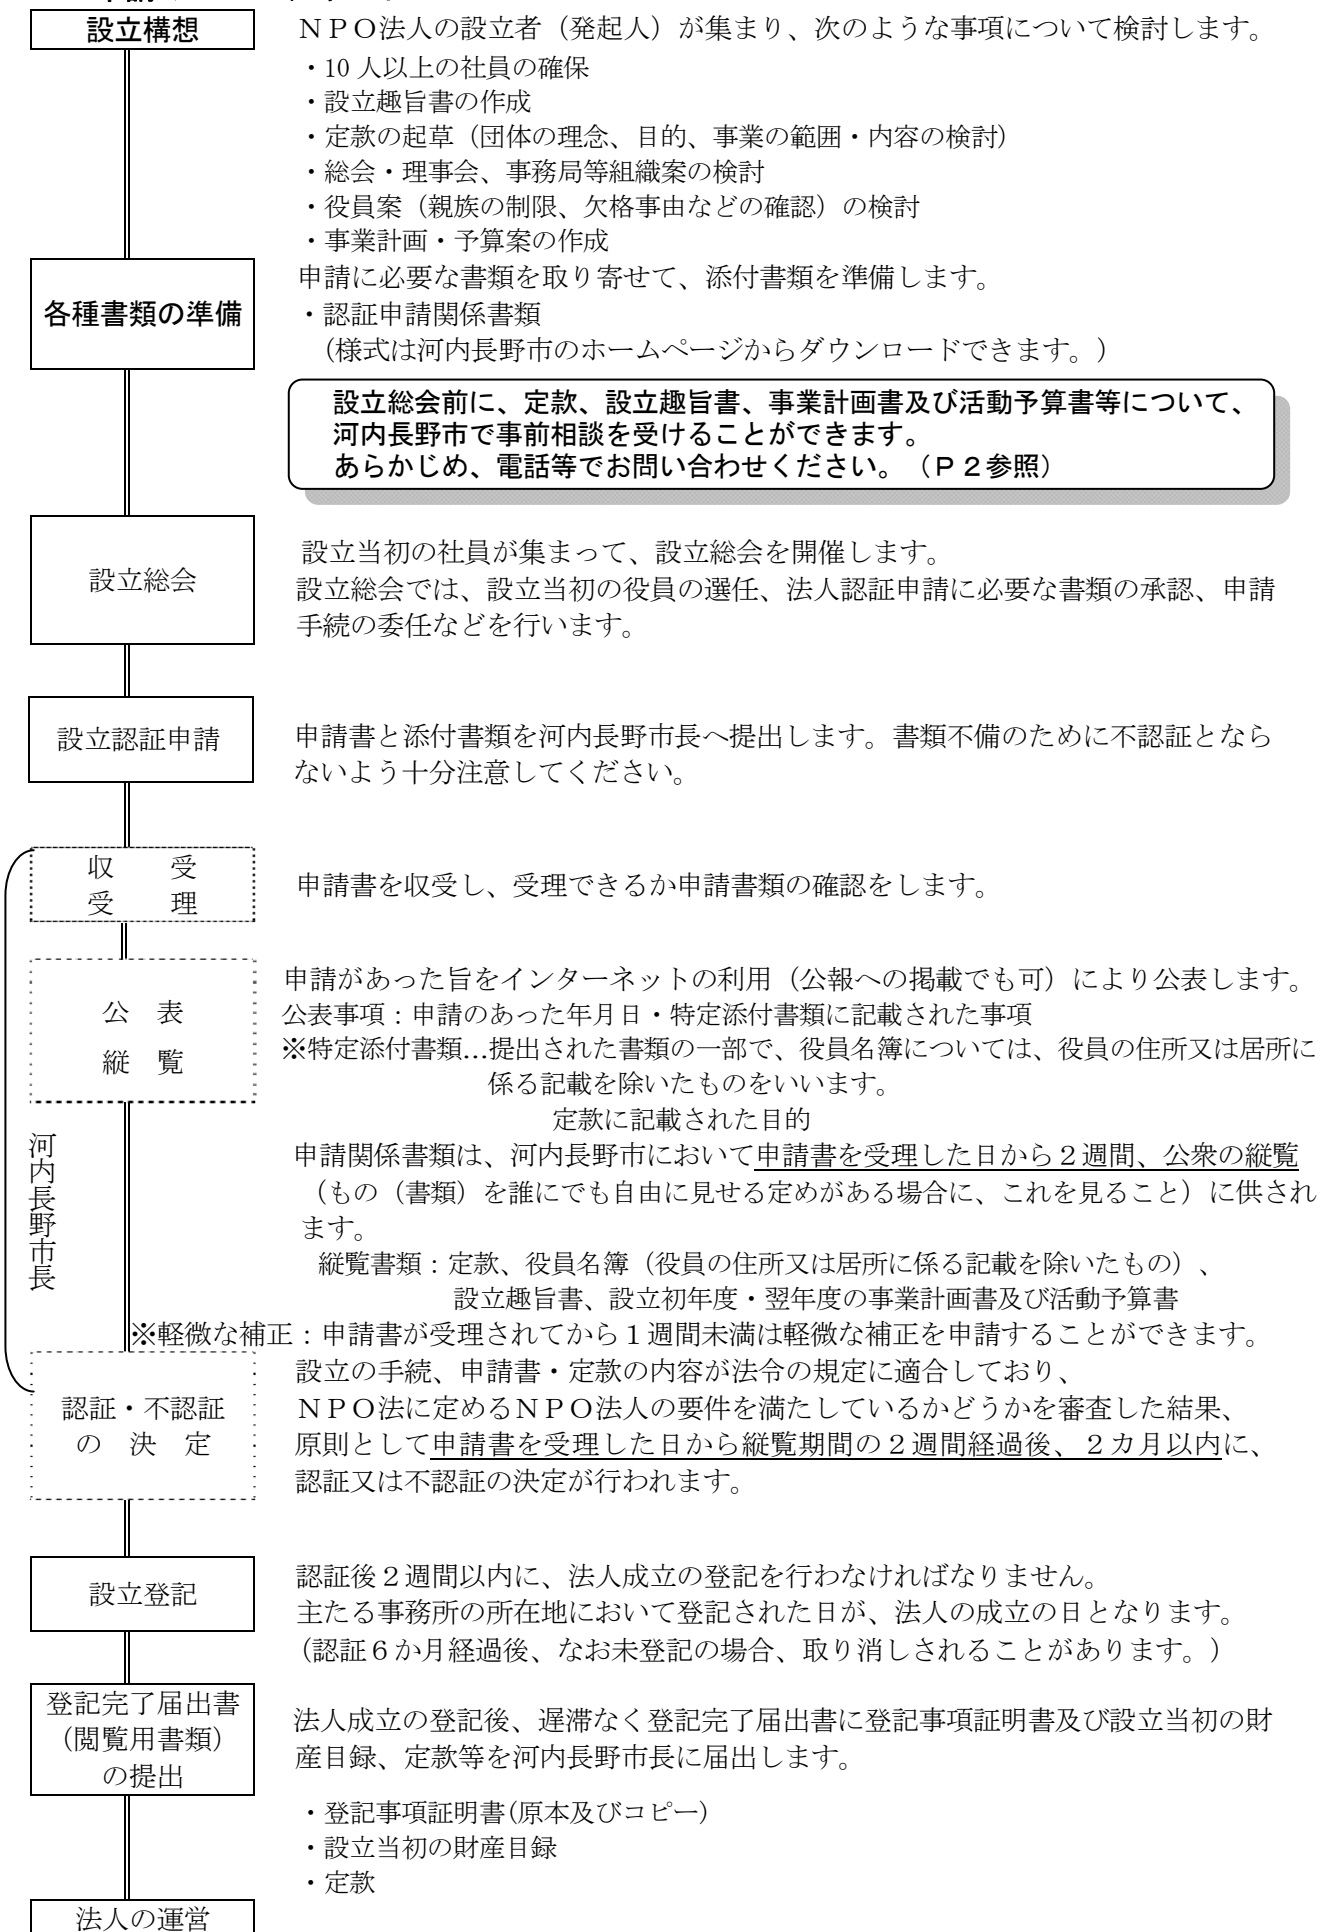 設立構想
ＮＰＯ法人の設立者（発起人）が集まり、次のような事項について検討します。
・10 人以上の社員の確保
・設立趣旨書の作成
・定款の起草（団体の理念、目的、事業の範囲・内容の検討）
・総会・理事会、事務局等組織案の検討
・役員案（親族の制限、欠格事由などの確認）の検討
・事業計画・予算案の作成
各種書類の準備
申請に必要な書類を取り寄せて、添付書類を準備します。
・認証申請関係書類
（様式は河内長野市のホームページからダウンロードできます。）
設立総会前に、定款、設立趣旨書、事業計画書及び活動予算書等について、
河内長野市で事前相談を受けることができます。
あらかじめ、電話等でお問い合わせください。（Ｐ２参照）
設立総会
設立当初の社員が集まって、設立総会を開催します。
設立総会では、設立当初の役員の選任、法人認証申請に必要な書類の承認、申請
手続の委任などを行います。
設立認証申請
申請書と添付書類を河内長野市長へ提出します。書類不備のために不認証となら
ないよう十分注意してください。
収　受
受　理
申請書を収受し、受理できるか申請書類の確認をします。
公　表
縦　覧
申請があった旨をインターネットの利用（公報への掲載でも可）により公表します。
公表事項：申請のあった年月日・特定添付書類に記載された事項
※特定添付書類…提出された書類の一部で、役員名簿については、役員の住所又は居所に
係る記載を除いたものをいいます。
定款に記載された目的
申請関係書類は、河内長野市において申請書を受理した日から２週間、公衆の縦覧
（もの（書類）を誰にでも自由に見せる定めがある場合に、これを見ること）に供され
ます。
縦覧書類：定款、役員名簿（役員の住所又は居所に係る記載を除いたもの）、
設立趣旨書、設立初年度・翌年度の事業計画書及び活動予算書
※軽微な補正：申請書が受理されてから１週間未満は軽微な補正を申請することができます。
河内長野市長
認証・不認証
の　決　定
設立の手続、申請書・定款の内容が法令の規定に適合しており、
ＮＰＯ法に定めるＮＰＯ法人の要件を満たしているかどうかを審査した結果、
原則として申請書を受理した日から縦覧期間の２週間経過後、２カ月以内に、
認証又は不認証の決定が行われます。
設立登記
認証後２週間以内に、法人成立の登記を行わなければなりません。
主たる事務所の所在地において登記された日が、法人の成立の日となります。
（認証６か月経過後、なお未登記の場合、取り消しされることがあります。）
登記完了届出書
（閲覧用書類）
の提出
法人成立の登記後、遅滞なく登記完了届出書に登記事項証明書及び設立当初の財
産目録、定款等を河内長野市長に届出します。
・登記事項証明書(原本及びコピー)
・設立当初の財産目録
・定款
法人の運営